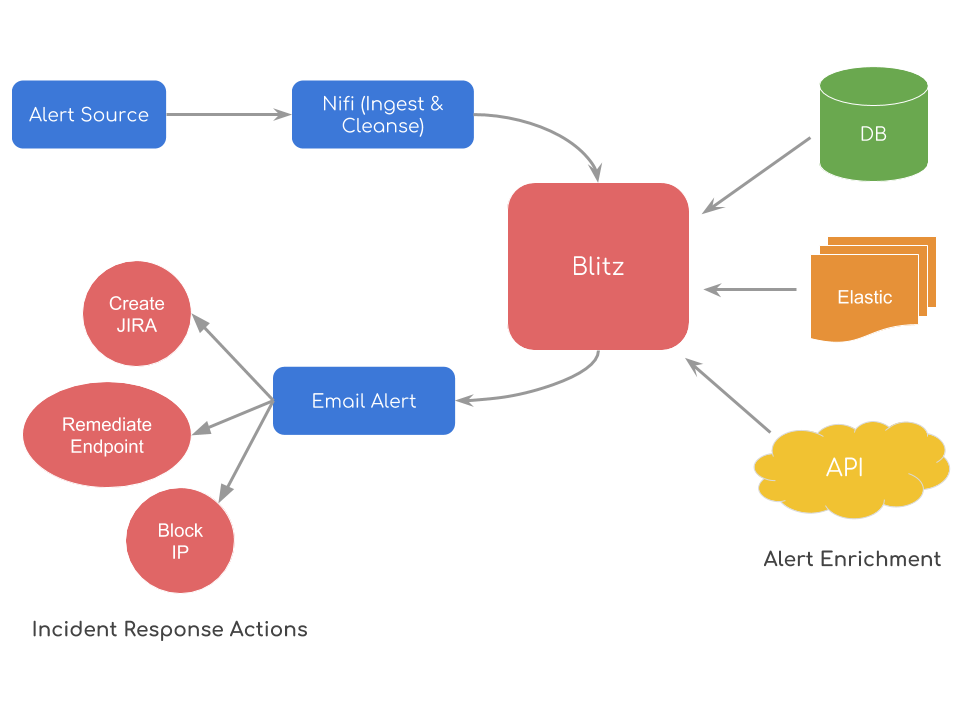 Alert Source
Nifi (Ingest &
Cleanse)
DB
Blitz
Elastic
Create
JIRA
Email Alert
Remediate
Endpoint
API
Block
IP
Alert Enrichment
Incident Response Actions